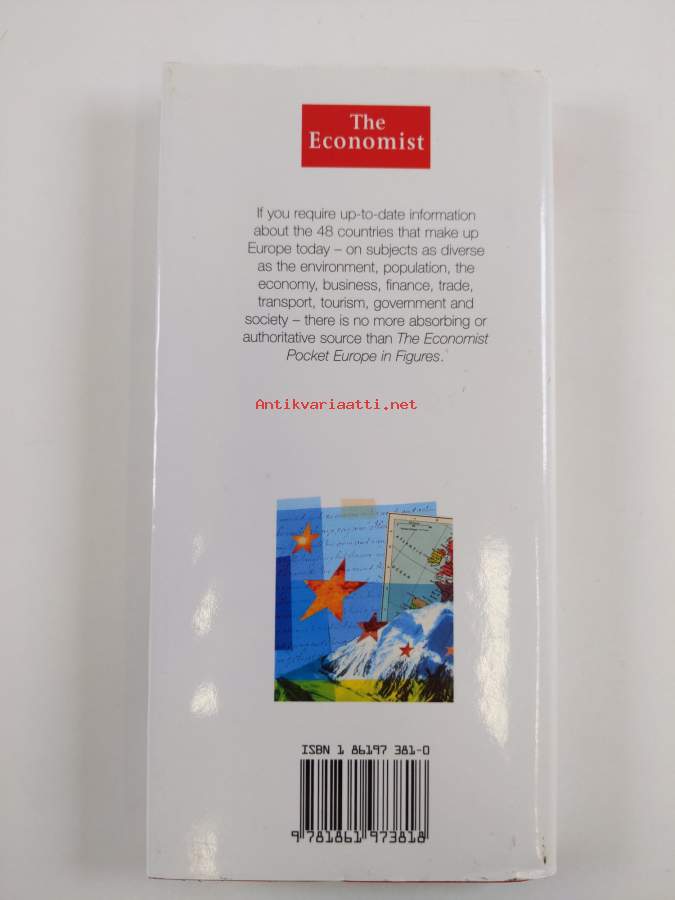 The
Economist
If you require up-to-date information
about the 48 countries that make up
Europe today – on subjects as diverse
as the environment, population, the
economy, business, finance, trade,
transport, tourism, government and
society – there is no more absorbing or
authoritative source than The Economist
Pocket Europe in Figures.
Antikvariaatti.net
ISBN 1 86197 381-0
9 781861 973818